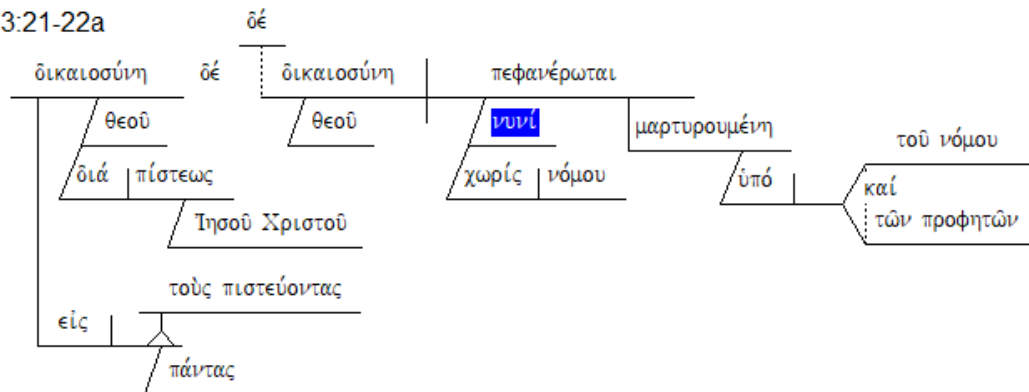 3:21-22a
δέ
δικαιοσύνη δέ δικαιοσύνη πεφανέρωται
θεοῦ θεοῦ νυνί μαρτυρουμένη τοῦ νόμου
διά πίστεως χωρίς νόμου ὑπό καί
Ἰησοῦ Χριστοῦ τῶν προφητῶν
τοὺς πιστεύοντας
εἰς
πάντας